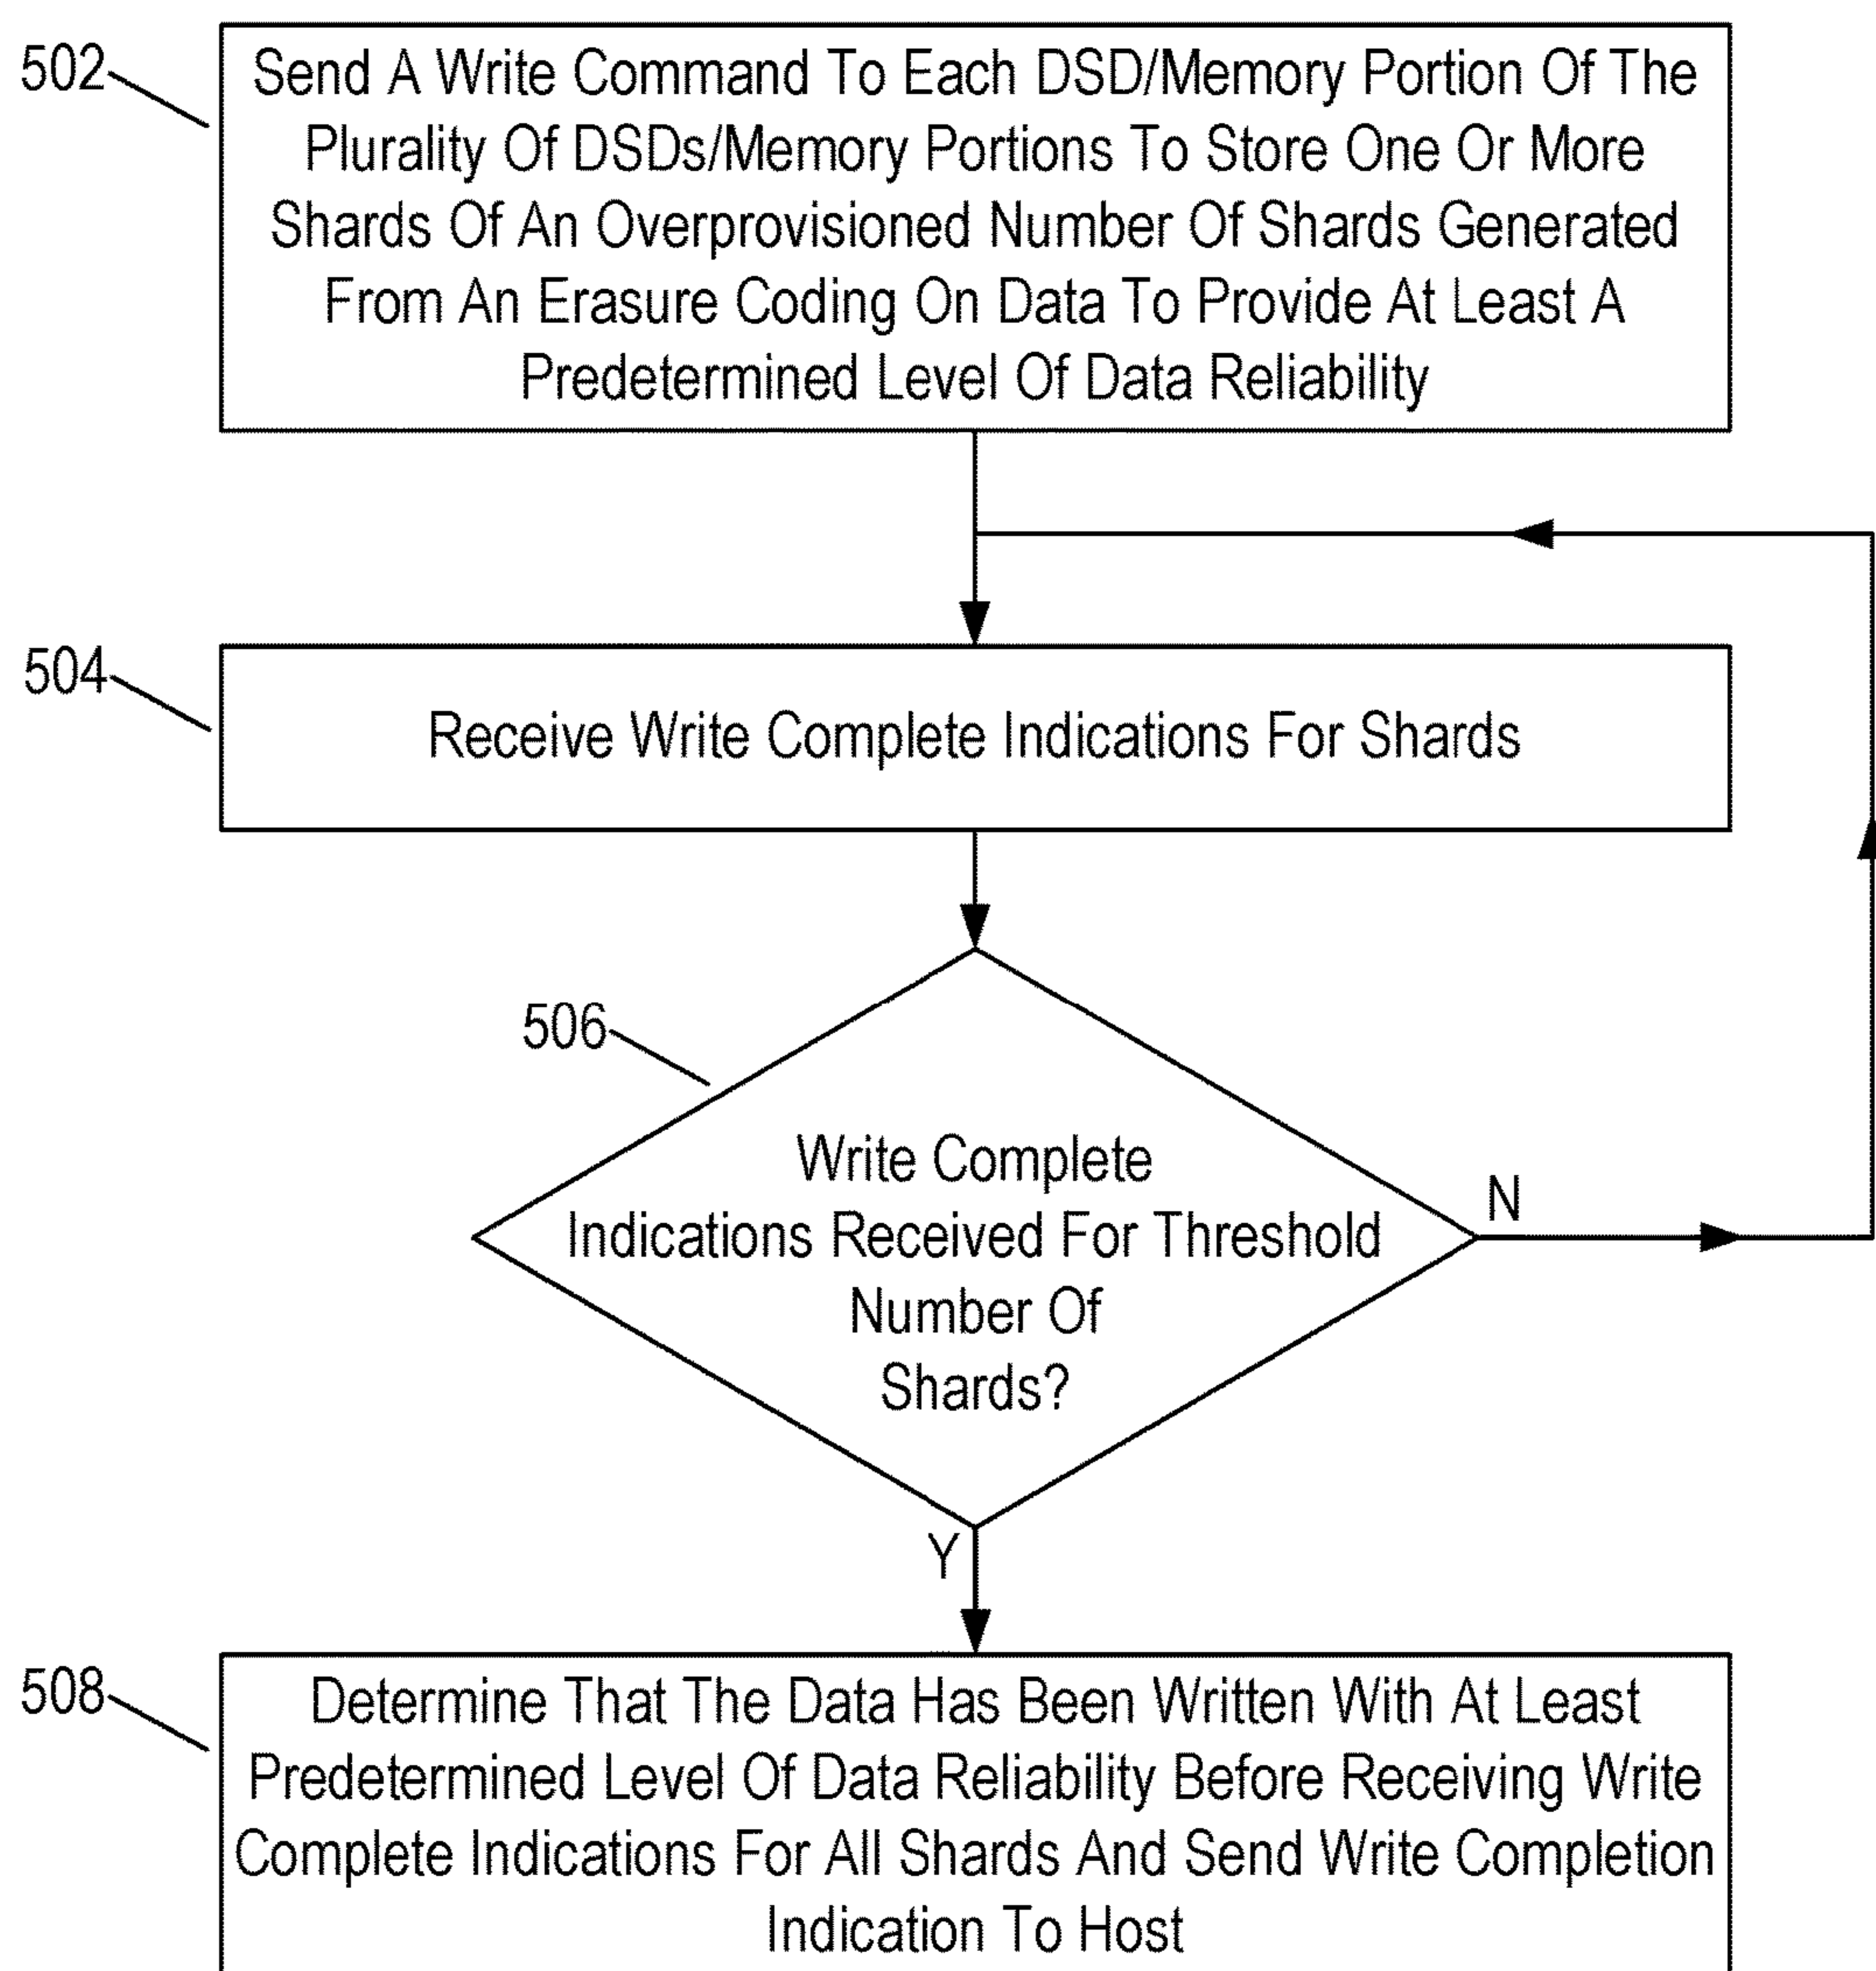 502
Send A Write Command To Each DSD/Memory Portion Of The
Plurality Of DSDs/Memory Portions To Store One Or More
Shards Of An Overprovisioned Number Of Shards Generated
From An Erasure Coding On Data To Provide At Least A
Predetermined Level Of Data Reliability
504
Receive Write Complete Indications For Shards
506
Write Complete
Indications Received For Threshold
Number Of
Shards?
N
Y
508
Determine That The Data Has Been Written With At Least
Predetermined Level Of Data Reliability Before Receiving Write
Complete Indications For All Shards And Send Write Completion
Indication To Host